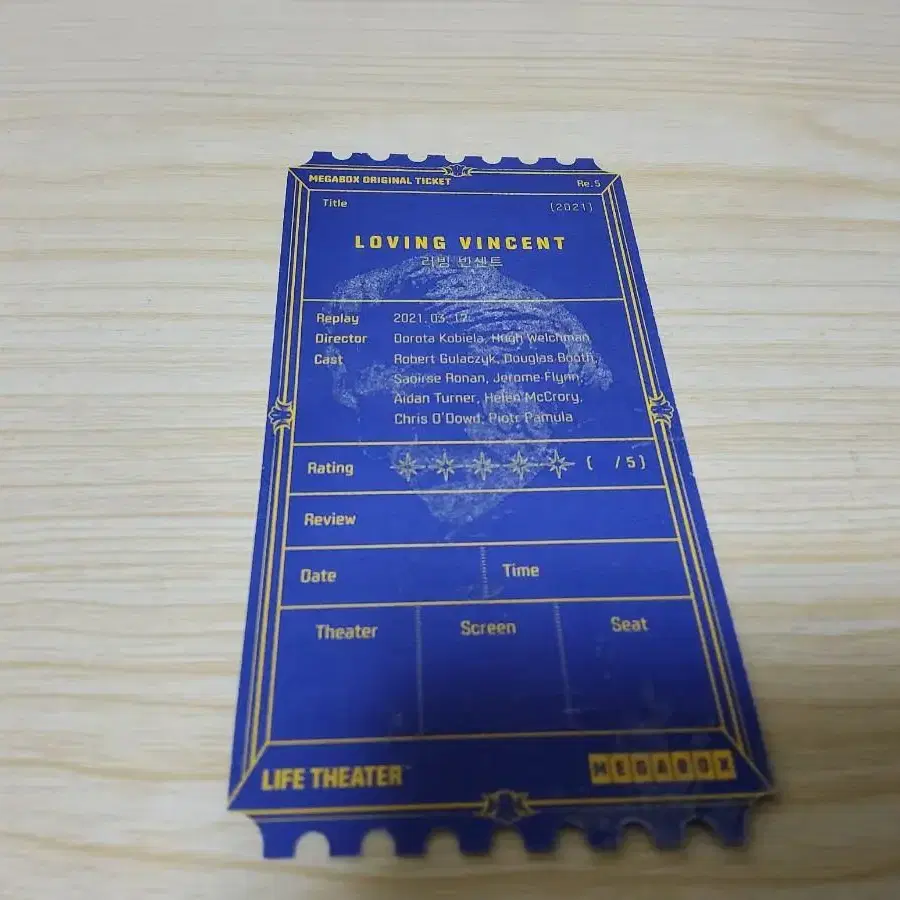 MEGABOX ORIGINAL TICKET Re.5
Title (2021)
LOVING VINCENT
러빙 빈센트
Replay 2021.03.17
Director Dorota Kobiela, Hugh Welchman
Cast Robert Gulaczyk, Douglas Booth,
Saoirse Ronan, Jerome Flynn,
Aidan Turner, Helen McCrory,
Chris O'Dowd, Piotr Pamula
Rating ( /5)
Review
Date Time
Theater Screen Seat
LIFE THEATER™ MEGABOX